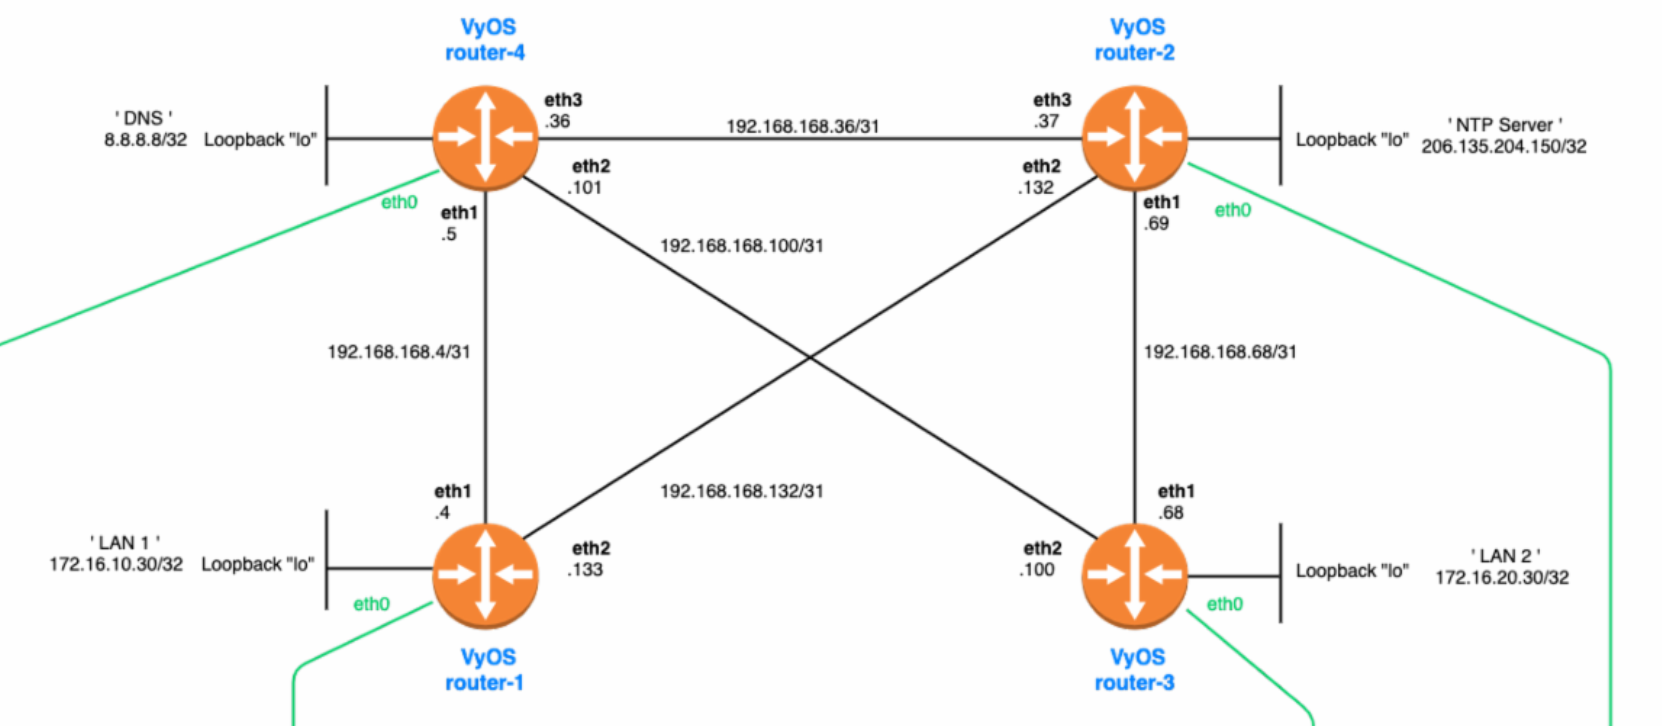 VyOS
router-4
VyOS
router-2
eth3
.36
192.168.168.36/31
eth3
.37
' DNS '
8.8.8.8/32
Loopback "lo"
Loopback "lo"
' NTP Server '
206.135.204.150/32
eth2
.101
eth2
.132
eth0
eth1
.5
eth1
.69
eth0
192.168.168.100/31
192.168.168.4/31
192.168.168.68/31
192.168.168.132/31
eth1
.4
eth1
.68
' LAN 1 '
172.16.10.30/32
Loopback "lo"
eth2
.133
eth2
.100
Loopback "lo"
' LAN 2 '
172.16.20.30/32
eth0
eth0
VyOS
router-1
VyOS
router-3